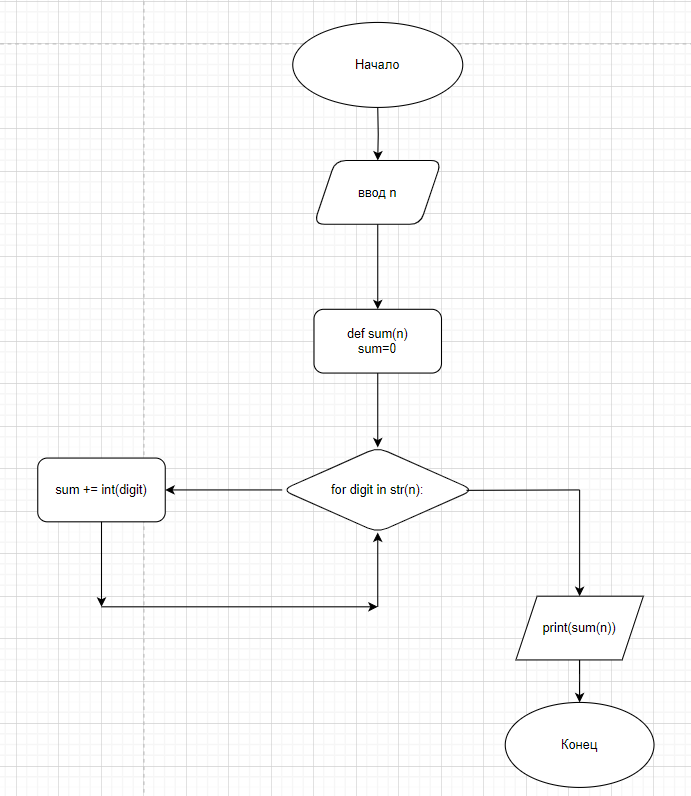 Начало
ввод n
def sum(n)
sum=0
for digit in str(n):
sum += int(digit)
print(sum(n))
Конец